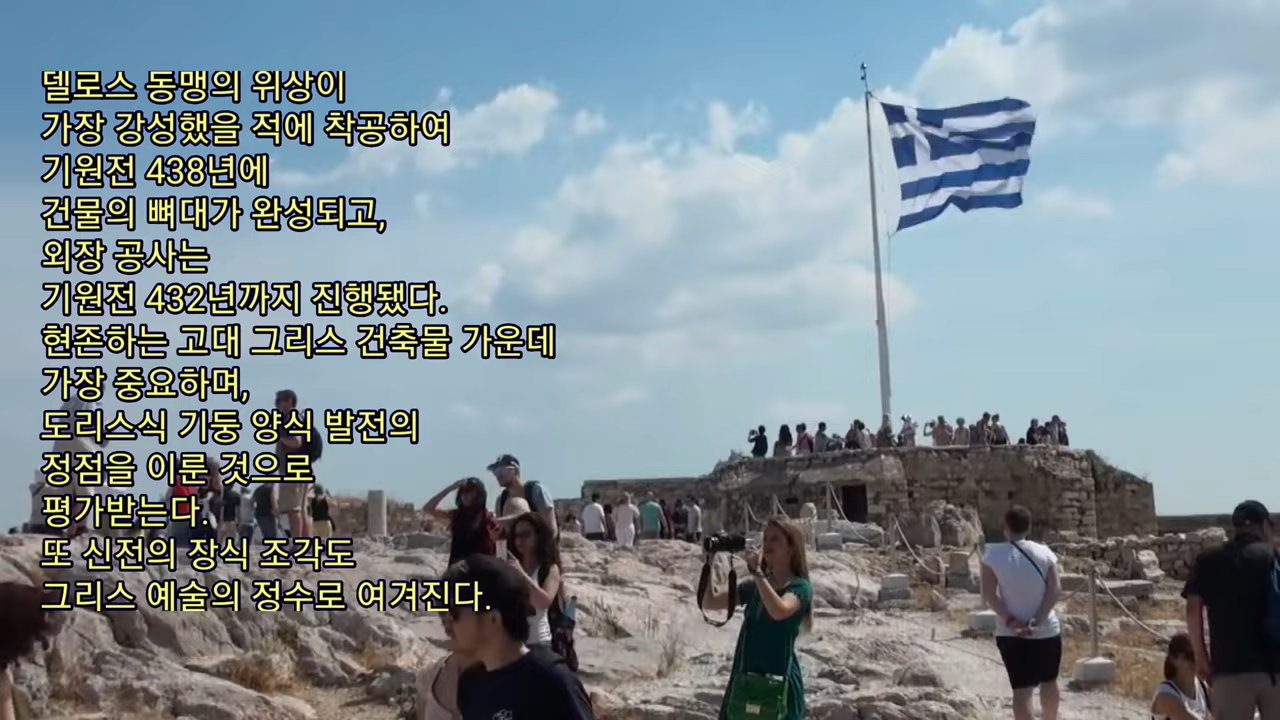 델로스 동맹의 위상이
가장 강성했을 적에 착공하여
기원전 438년에
건물의 뼈대가 완성되고,
외장 공사는
기원전 432년까지 진행됐다.
현존하는 고대 그리스 건축물 가운데
가장 중요하며,
도리스식 기둥 양식 발전의
정점을 이룬 것으로
평가받는다.
또 신전의 장식 조각도
그리스 예술의 정수로 여겨진다.